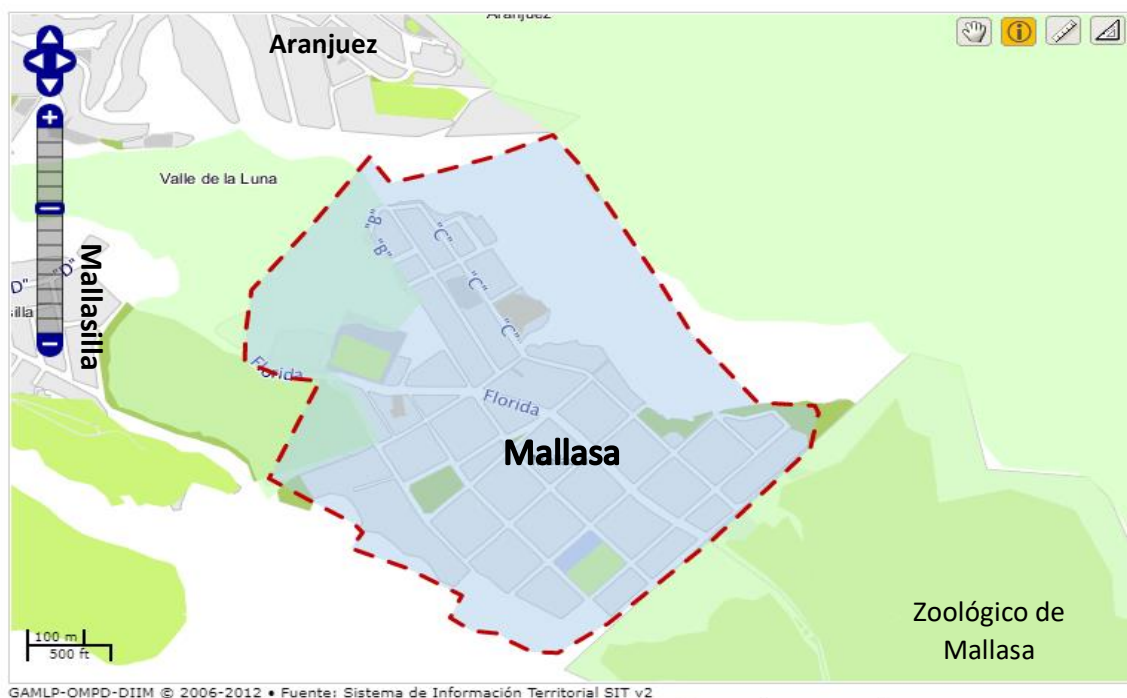 Aranjuez
Aranjuez
Valle de la Luna
"B"
"B"
"C"
"C"
"C"
Mallasilla
D"
"D"
silla
Florida
Florida
Mallasa
Zoológico de
Mallasa
100 m
500 ft
GAMLP-OMPD-DIIM © 2006-2012 • Fuente: Sistema de Información Territorial SIT v2